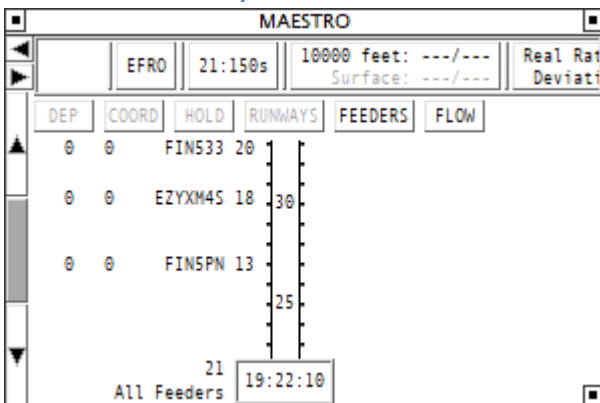 MAESTRO
EFRO 21:150s 10000 feet: ---/--- Real Rat
Surface: ---/--- Deviati
DEP COORD HOLD RUNWAYS FEEDERS FLOW
0 0 FIN533 20
0 0 EZYXM4S 18 30
0 0 FIN5PN 13
25
21
All Feeders 19:22:10